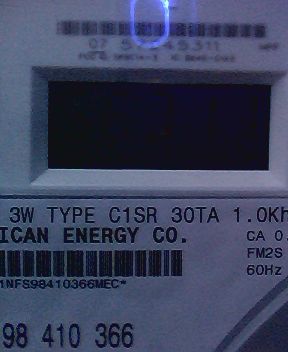 3W TYPE C1SR 30TA 1.0Kh
ICAN ENERGY CO.
CA 0.
FM2S
1NFS98410366MEC*
60Hz
98 410 366